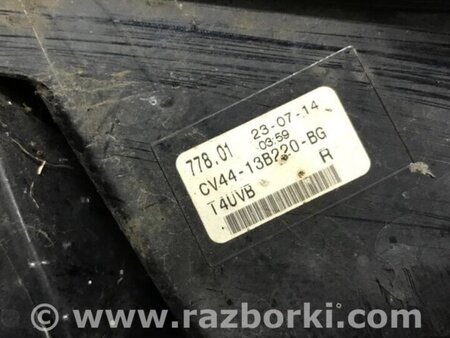 778.01 23-07-14
03:59
CV44-13B220-BG
T4UVB R
www.razborki.com